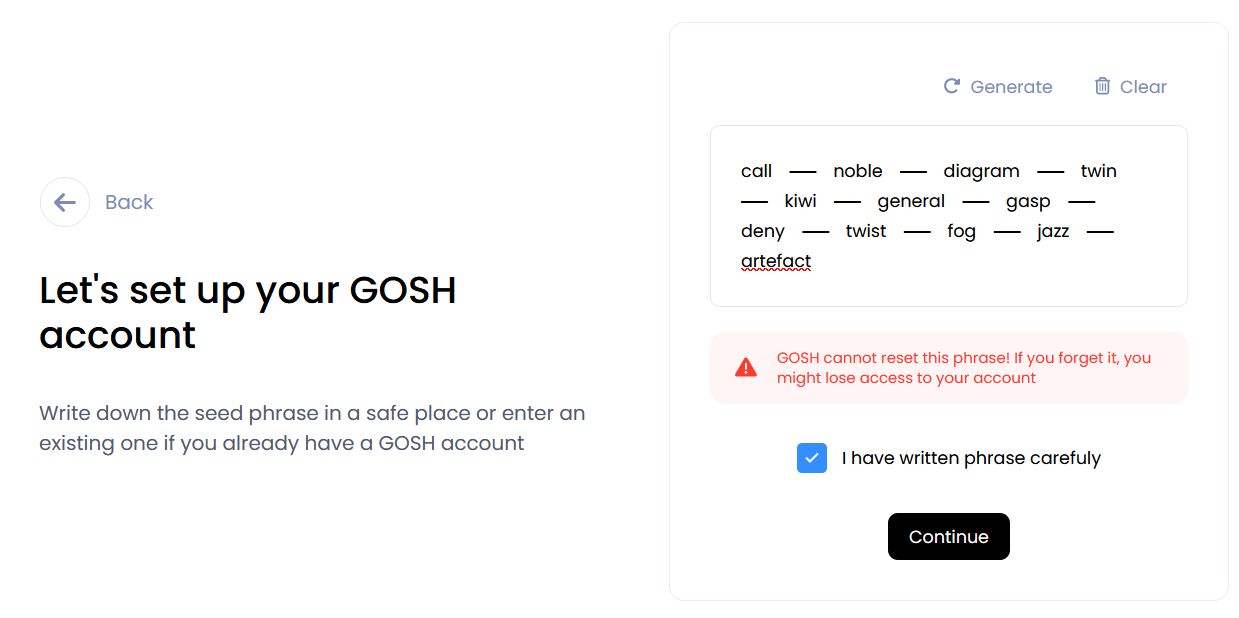 Back
Let's set up your GOSH
account
Write down the seed phrase in a safe place or enter an
existing one if you already have a GOSH account
Generate Clear
call — noble — diagram — twin
— kiwi — general — gasp —
deny — twist — fog — jazz —
artefact
GOSH cannot reset this phrase! If you forget it, you
might lose access to your account
I have written phrase carefuly
Continue